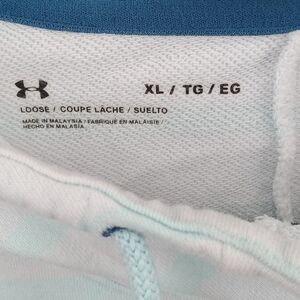 XL / TG / EG
LOOSE / COUPE LÂCHE / SUELTO
MADE IN MALAYSIA / FABRIQUÉ EN MALAISIE /
HECHO EN MALASIA